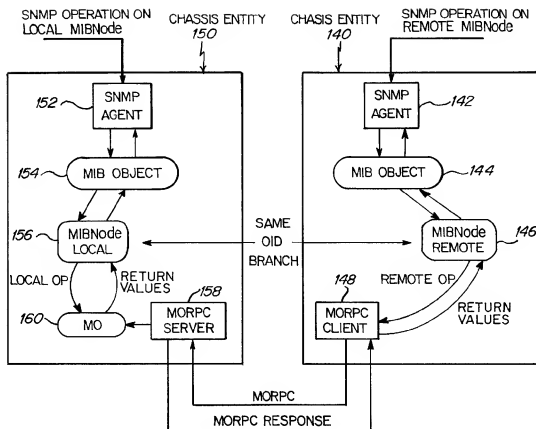 SNMP OPERATION ON
LOCAL MIBNode
CHASSIS ENTITY
150
CHASIS ENTITY
140
SNMP OPERATION ON
REMOTE MIBNode
152
SNMP
AGENT
SNMP
AGENT
142
154
MIB OBJECT
MIB OBJECT
144
156
MIBNode
LOCAL
SAME
OID
BRANCH
MIBNode
REMOTE
146
LOCAL OP
RETURN
VALUES
158
148
REMOTE OP
160
MO
MORPC
SERVER
MORPC
CLIENT
RETURN
VALUES
MORPC
MORPC RESPONSE